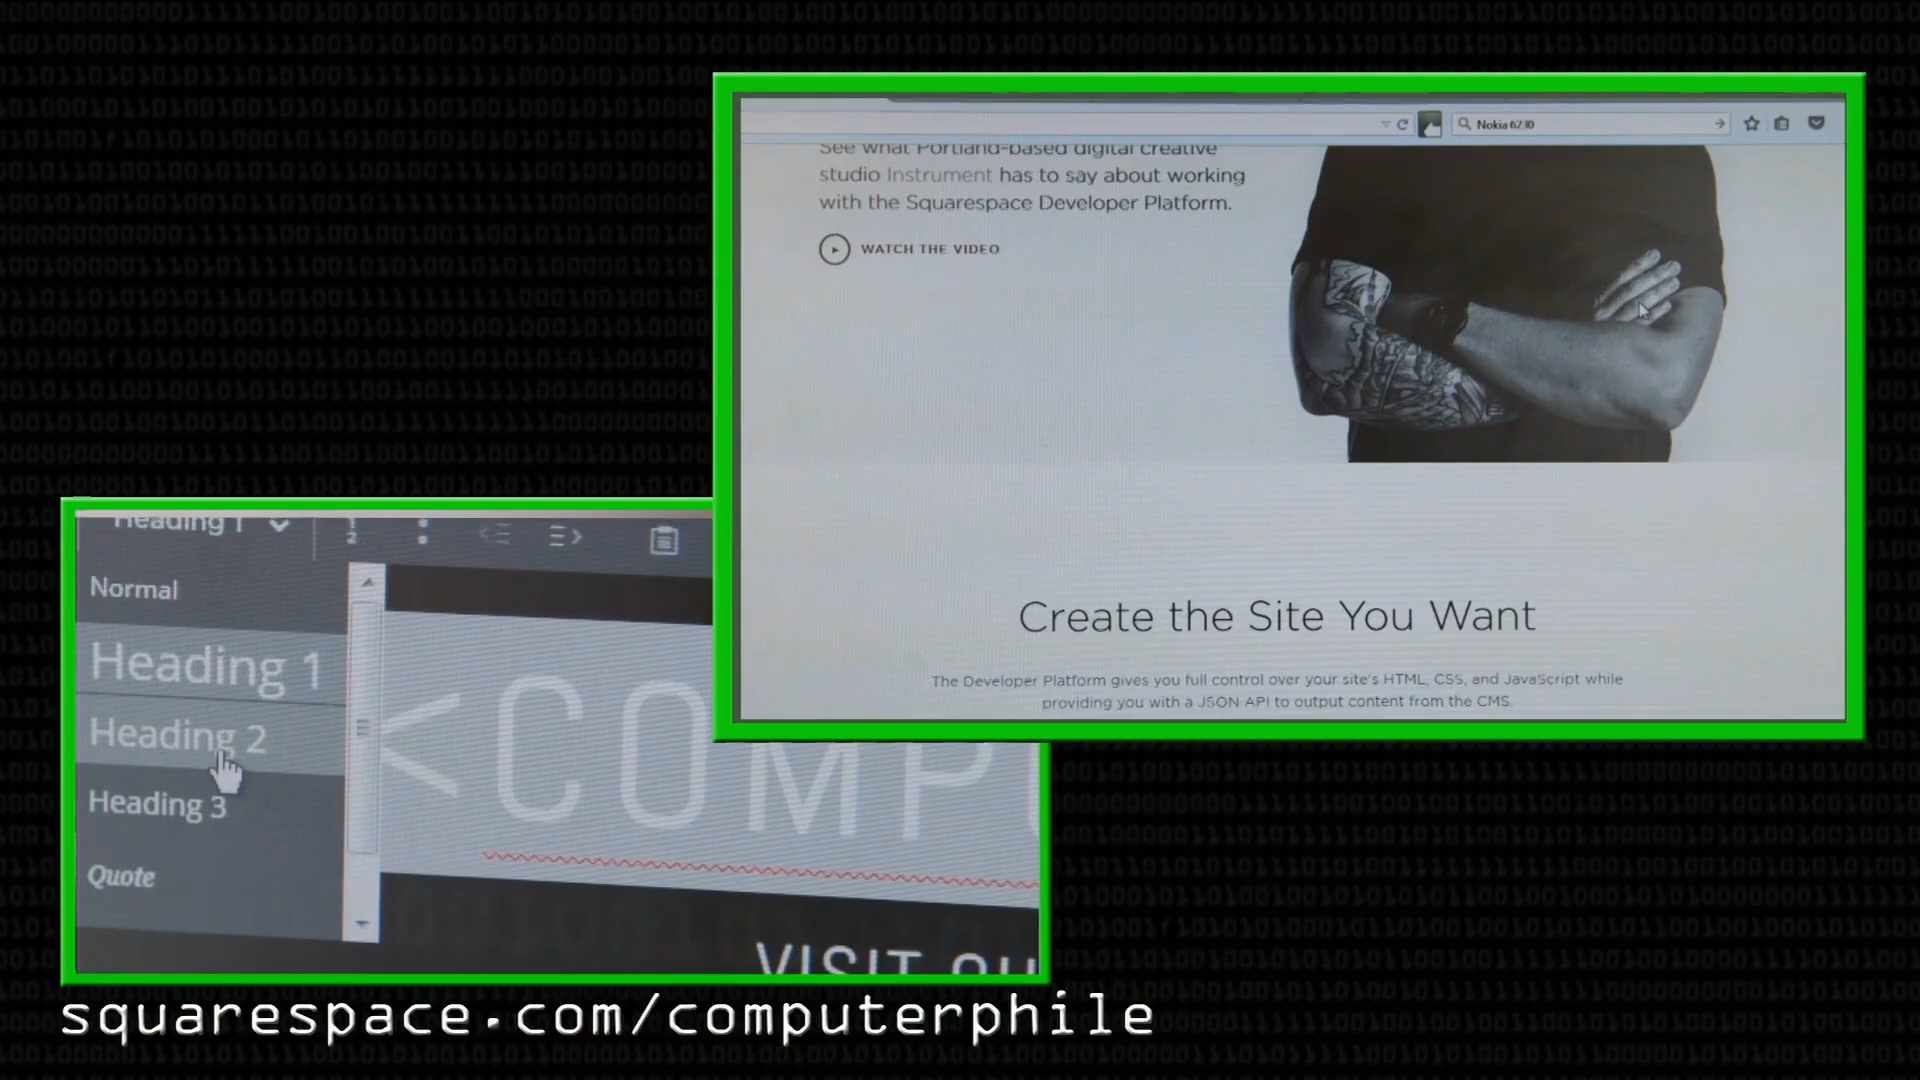 Nokia 6230
See what Portland-based digital creative
studio Instrument has to say about working
with the Squarespace Developer Platform.
WATCH THE VIDEO
Create the Site You Want
The Developer Platform gives you full control over your site's HTML, CSS, and JavaScript while
providing you with a JSON API to output content from the CMS.
Heading 1
Normal
Heading 1
Heading 2
Heading 3
Quote
<COMPU
VISIT OU
squarespace.com/computerphile